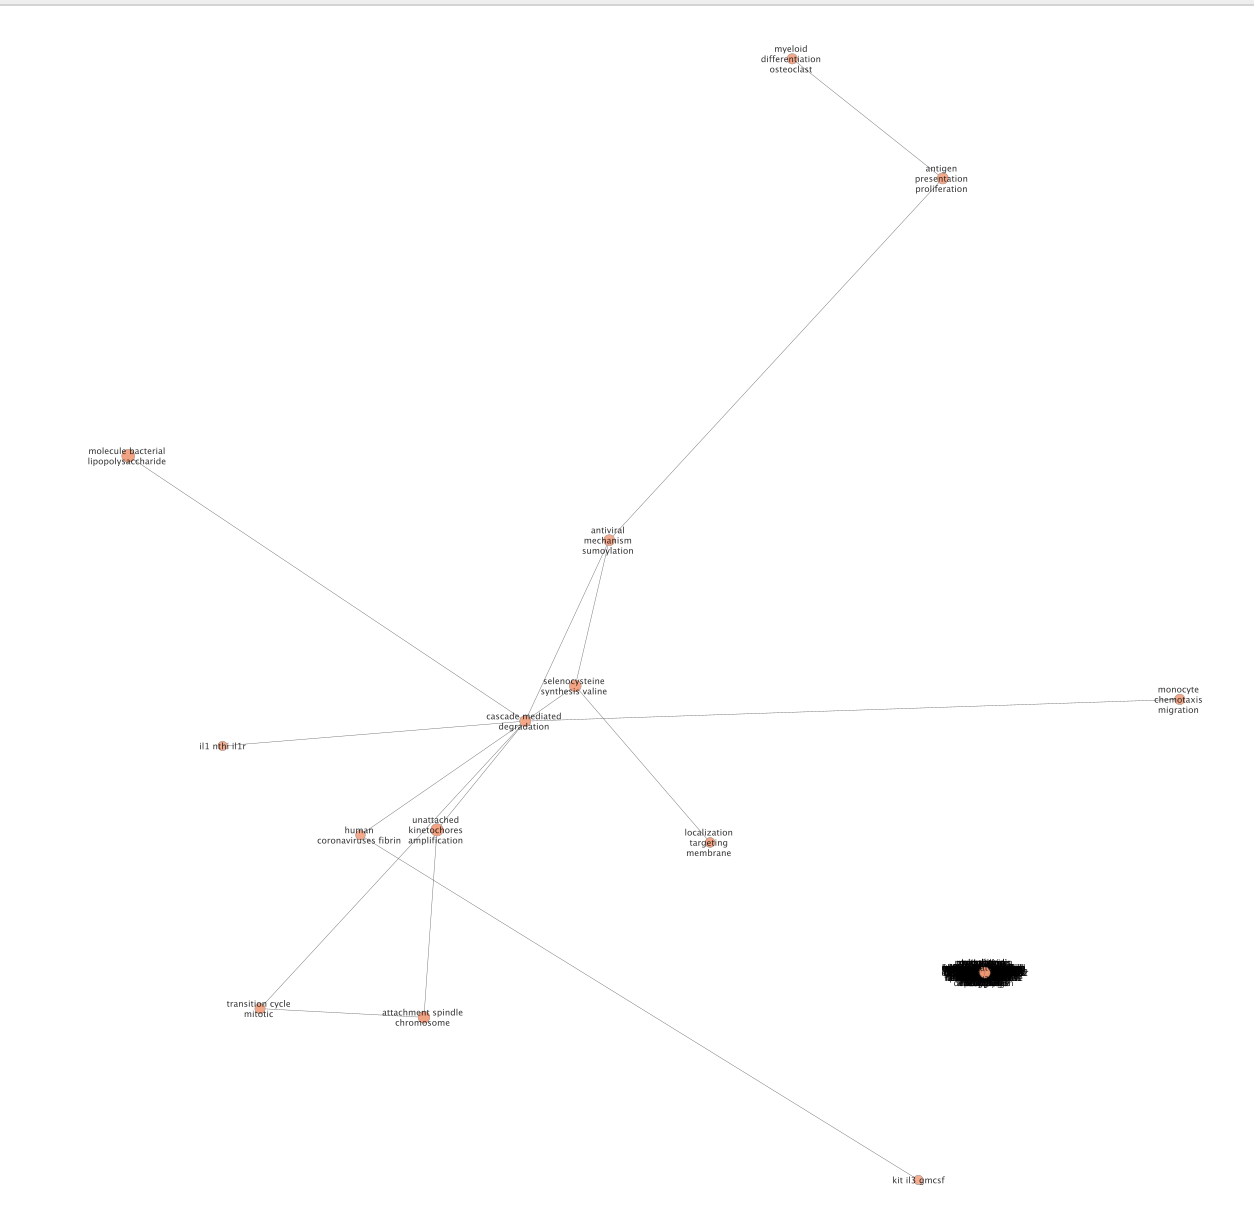 myeloid
differentiation
osteoclast
antigen
presentation
proliferation
molecule bacterial
lipopolysaccharide
antiviral
mechanism
sumoylation
selenocysteine
synthesis valine
monocyte
chemotaxis
migration
cascade mediated
degradation
il1 nthi il1r
human
coronaviruses fibrin
unattached
kinetochores
amplification
localization
targeting
membrane
transition cycle
mitotic
attachment spindle
chromosome
kit il3 gmcsf